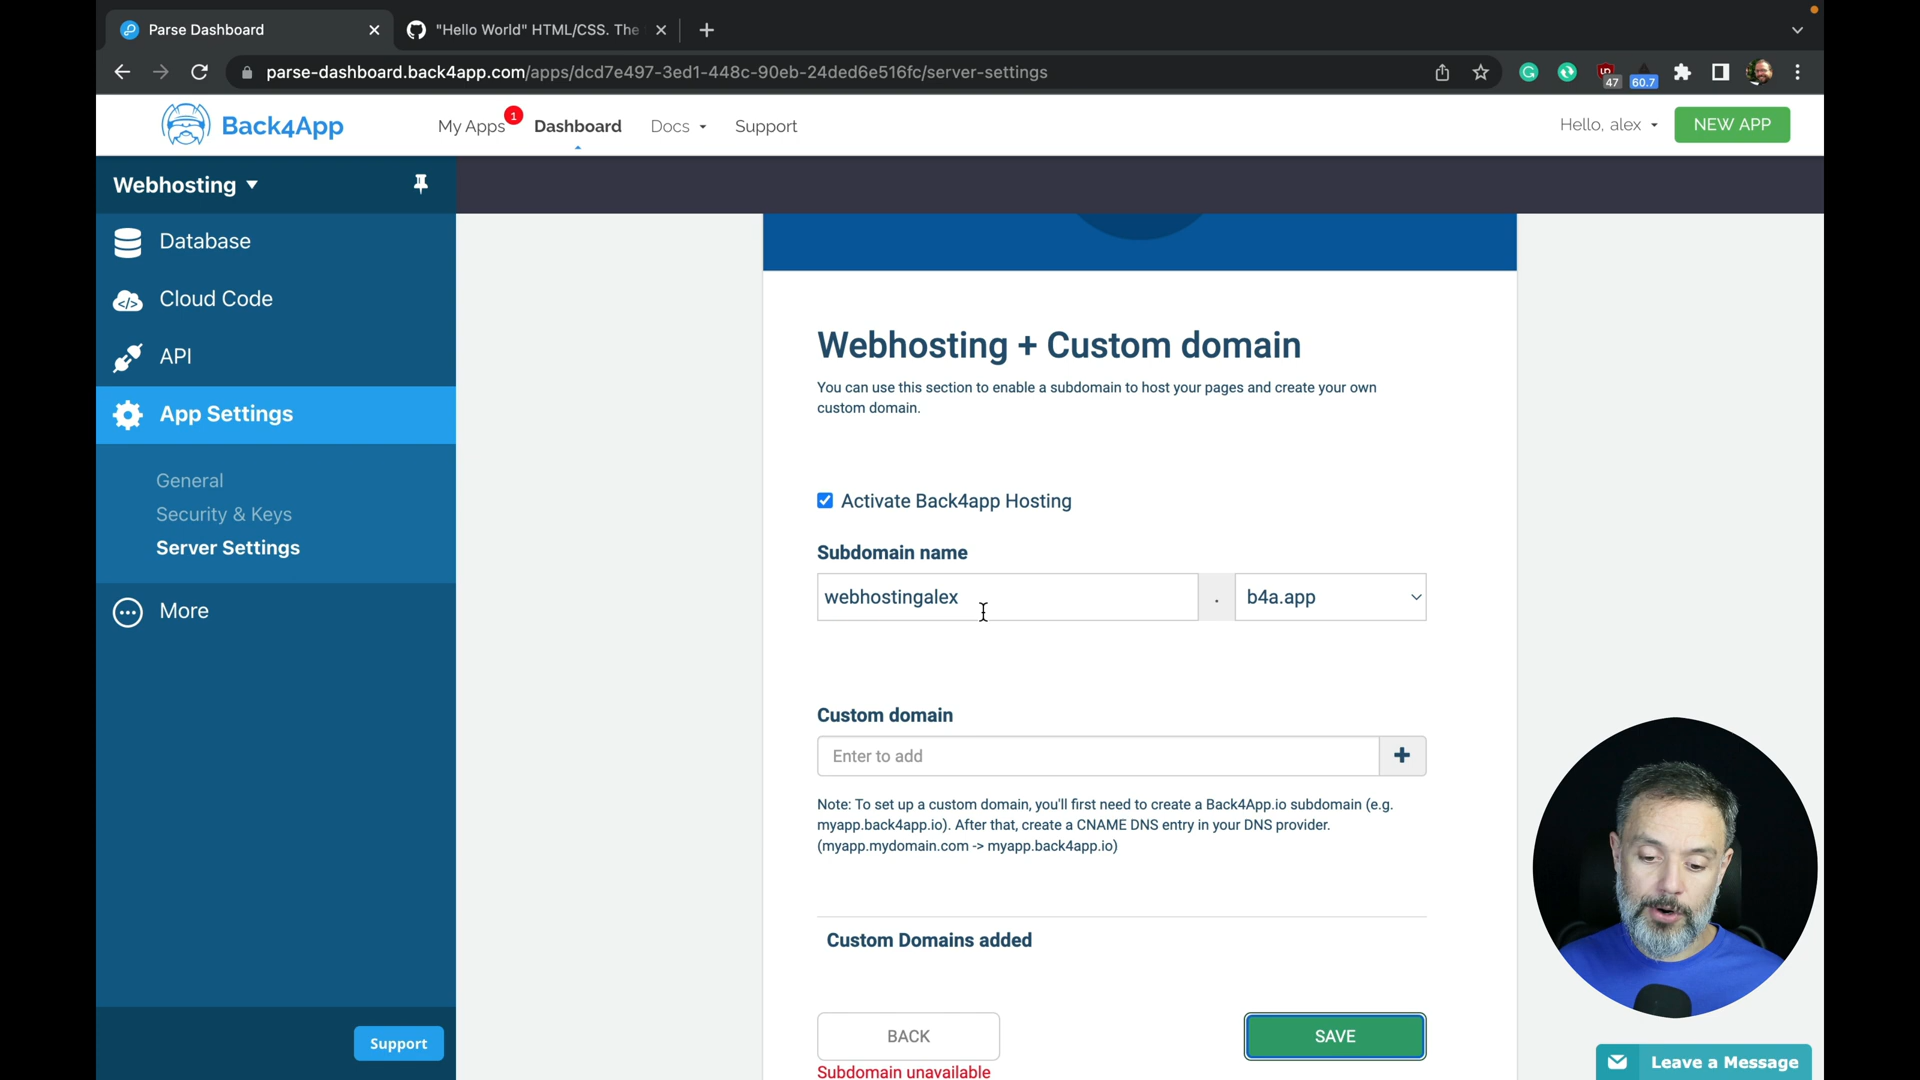 Parse Dashboard
"Hello World" HTML/CSS. The
parse-dashboard.back4app.com/apps/dcd7e497-3ed1-448c-90eb-24ded6e516fc/server-settings
47
60.7
Back4App
My Apps
1
Dashboard
Docs
Support
Hello, alex
NEW APP
Webhosting
Database
Cloud Code
API
App Settings
General
Security & Keys
Server Settings
More
Support
Webhosting + Custom domain
You can use this section to enable a subdomain to host your pages and create your own
custom domain.
Activate Back4app Hosting
Subdomain name
webhostingalex
.
b4a.app
Custom domain
Enter to add
+
Note: To set up a custom domain, you'll first need to create a Back4App.io subdomain (e.g.
myapp.back4app.io). After that, create a CNAME DNS entry in your DNS provider.
(myapp.mydomain.com -> myapp.back4app.io)
Custom Domains added
BACK
SAVE
Subdomain unavailable
Leave a Message